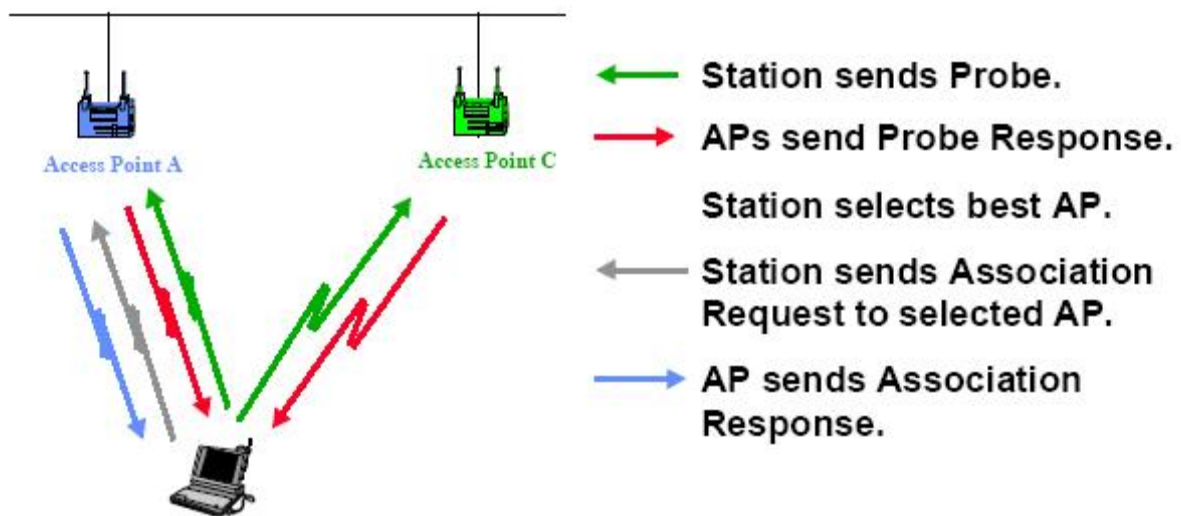 Access Point A
Access Point C
Station sends Probe.
APs send Probe Response.
Station selects best AP.
Station sends Association
Request to selected AP.
AP sends Association
Response.